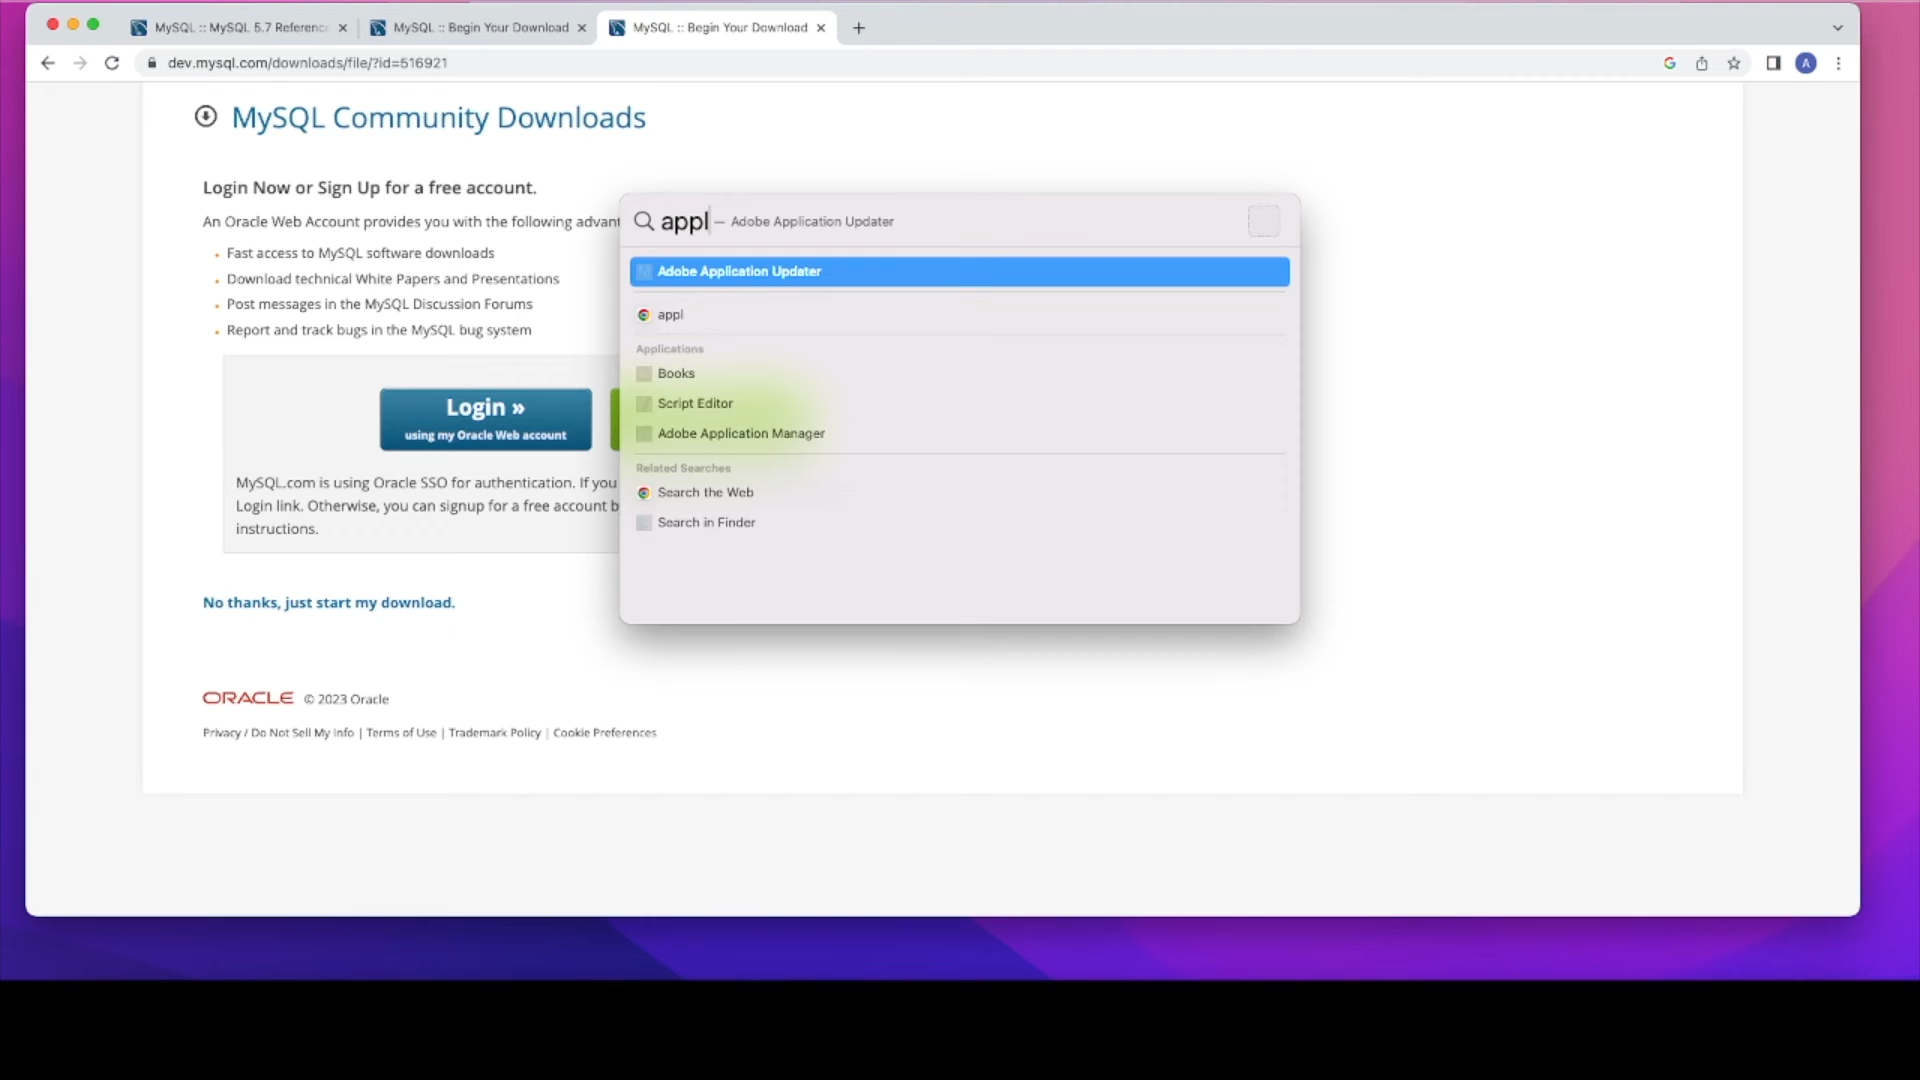 MySQL :: MySQL 5.7 Reference
MySQL :: Begin Your Download
MySQL :: Begin Your Download
dev.mysql.com/downloads/file/?id=516921
A
MySQL Community Downloads
Login Now or Sign Up for a free account.
An Oracle Web Account provides you with the following advant
Fast access to MySQL software downloads
Download technical White Papers and Presentations
Post messages in the MySQL Discussion Forums
Report and track bugs in the MySQL bug system
Login »
using my Oracle Web account
MySQL.com is using Oracle SSO for authentication. If you
Login link. Otherwise, you can signup for a free account b
instructions.
No thanks, just start my download.
ORACLE © 2023 Oracle
Privacy / Do Not Sell My Info | Terms of Use | Trademark Policy | Cookie Preferences
appl — Adobe Application Updater
Adobe Application Updater
appl
Applications
Books
Script Editor
Adobe Application Manager
Related Searches
Search the Web
Search in Finder